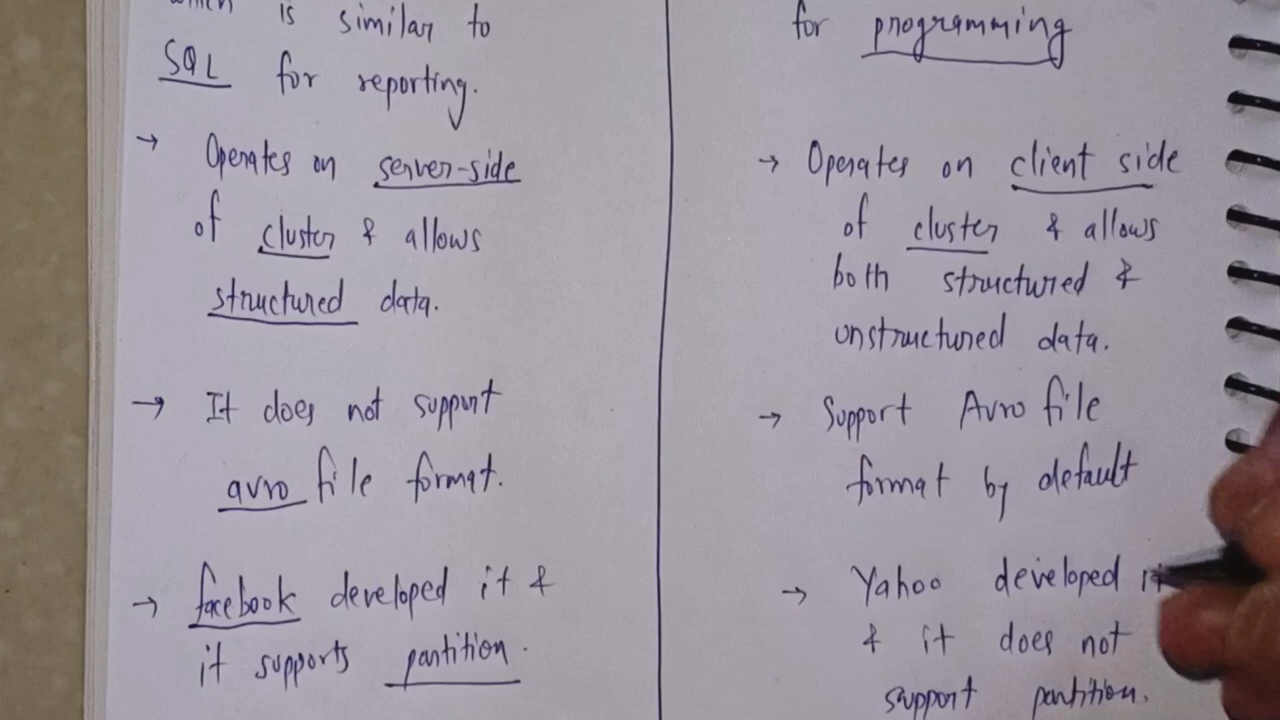 which is similar to
SQL for reporting.
→ Operates on server-side
of cluster & allows
structured data.
→ It does not support
avro file format.
→ facebook developed it &
it supports partition.
for programming
→ Operates on client side
of cluster & allows
both structured &
unstructured data.
→ Support Avro file
format by default
→ Yahoo developed it
& it does not
support partition.